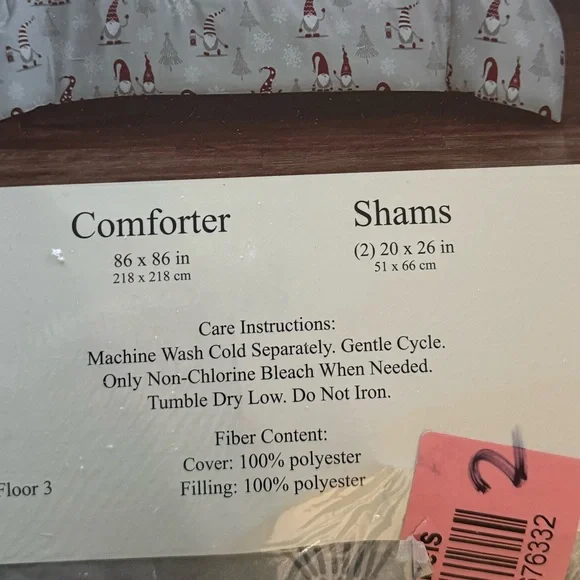 Comforter
86 x 86 in
218 x 218 cm
Shams
(2) 20 x 26 in
51 x 66 cm
Care Instructions:
Machine Wash Cold Separately. Gentle Cycle.
Only Non-Chlorine Bleach When Needed.
Tumble Dry Low. Do Not Iron.
Fiber Content:
Cover: 100% polyester
Filling: 100% polyester
Floor 3
2
76332